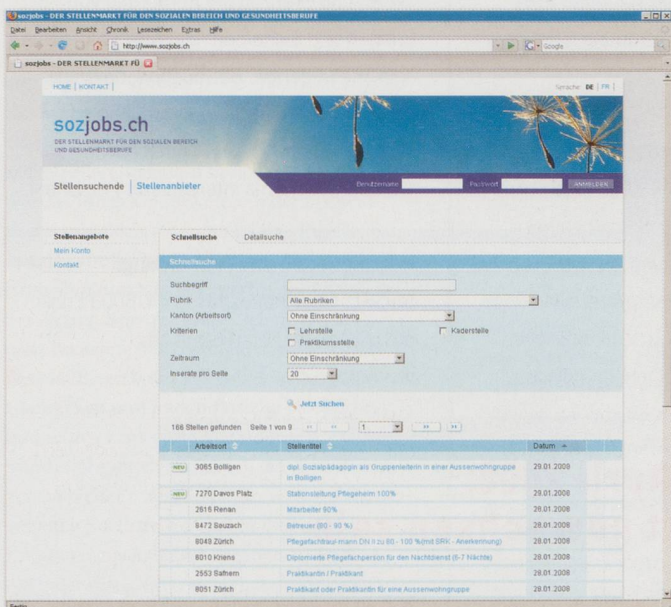 sozjobs - DER STELLENMARKT FÜR DEN SOZIALEN BEREICH UND GESUNDHEITSBERUFE
Datei Bearbeiten Ansicht Chronik Lesezeichen Extras Hilfe
http://www.sozjobs.ch
Google
sozjobs - DER STELLENMARKT FÜ
HOME | KONTAKT |
Sprache: DE | FR |
sozjobs.ch
DER STELLENMARKT FÜR DEN SOZIALEN BEREICH
UND GESUNDHEITSBERUFE
Stellensuchende | Stellenanbieter
Benutzername
Passwort
ANMELDEN
Stellenangebote
Mein Konto
Kontakt
Schnellsuche Detailsuche
Schnellsuche
Suchbegriff
Rubrik Alle Rubriken
Kanton (Arbeitsort) Ohne Einschränkung
Kriterien Lehrstelle Kaderstelle
Praktikumsstelle
Zeitraum Ohne Einschränkung
Inserate pro Seite 20
Jetzt Suchen
166 Stellen gefunden Seite 1 von 9 1
Arbeitsort Stellentitel Datum
NEU 3065 Bolligen dipl. Sozialpädagogin als Gruppenleiterin in einer Aussenwohngruppe 29.01.2008
in Bolligen
NEU 7270 Davos Platz Stationsleitung Pflegeheim 100% 29.01.2008
2616 Renan Mitarbeiter 80% 28.01.2008
8472 Seuzach Betreuer (80 - 90 %) 28.01.2008
8049 Zürich Pflegefachfrau/-mann DN II zu 80 - 100 %(mit SRK - Anerkennung) 28.01.2008
6010 Kriens Diplomierte Pflegefachperson für den Nachtdienst (6-7 Nächte) 28.01.2008
2553 Safnern Praktikantin / Praktikant 28.01.2008
8051 Zürich Praktikant oder Praktikantin für eine Aussenwohngruppe 28.01.2008
Fertig